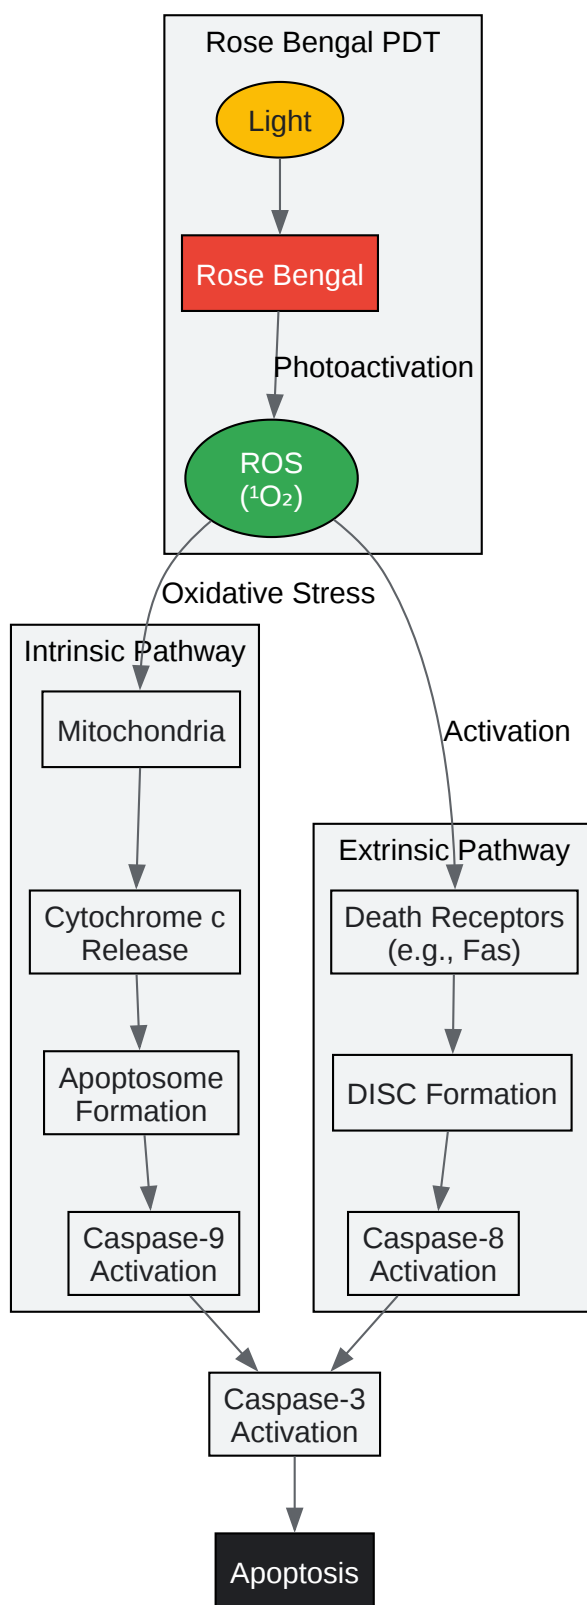 Rose Bengal PDT
Light
Rose Bengal
Photoactivation
ROS
(¹O₂)
Oxidative Stress
Intrinsic Pathway
Mitochondria
Activation
Extrinsic Pathway
Cytochrome c
Release
Death Receptors
(e.g., Fas)
Apoptosome
Formation
DISC Formation
Caspase-9
Activation
Caspase-8
Activation
Caspase-3
Activation
Apoptosis